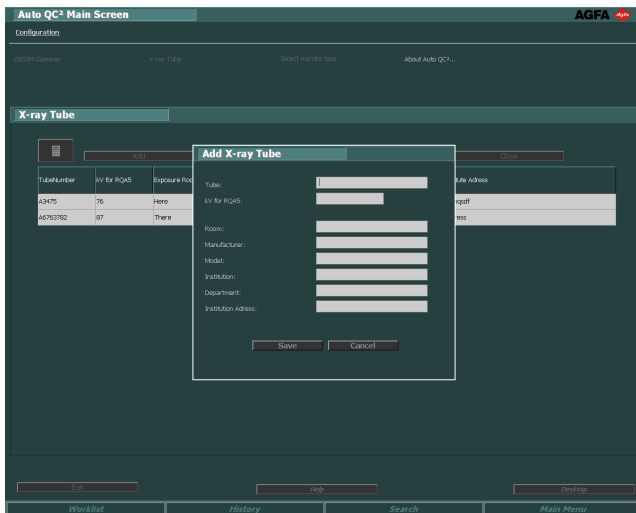 Auto QC² Main Screen
AGFA
Configuration
DICOM Gateway X-ray Tube Select monitor type About Auto QC²...
X-ray Tube
Add Close
Add X-ray Tube
TubeNumber kV for RQA5 Exposure Roo tute Adress
A3475 76 Here nqsdf
A6763782 87 There ress
Tube:
kV for RQA5:
Room:
Manufacturer:
Model:
Institution:
Department:
Institution Adress:
Save Cancel
Exit Help Desktop
Worklist History Search Main Menu